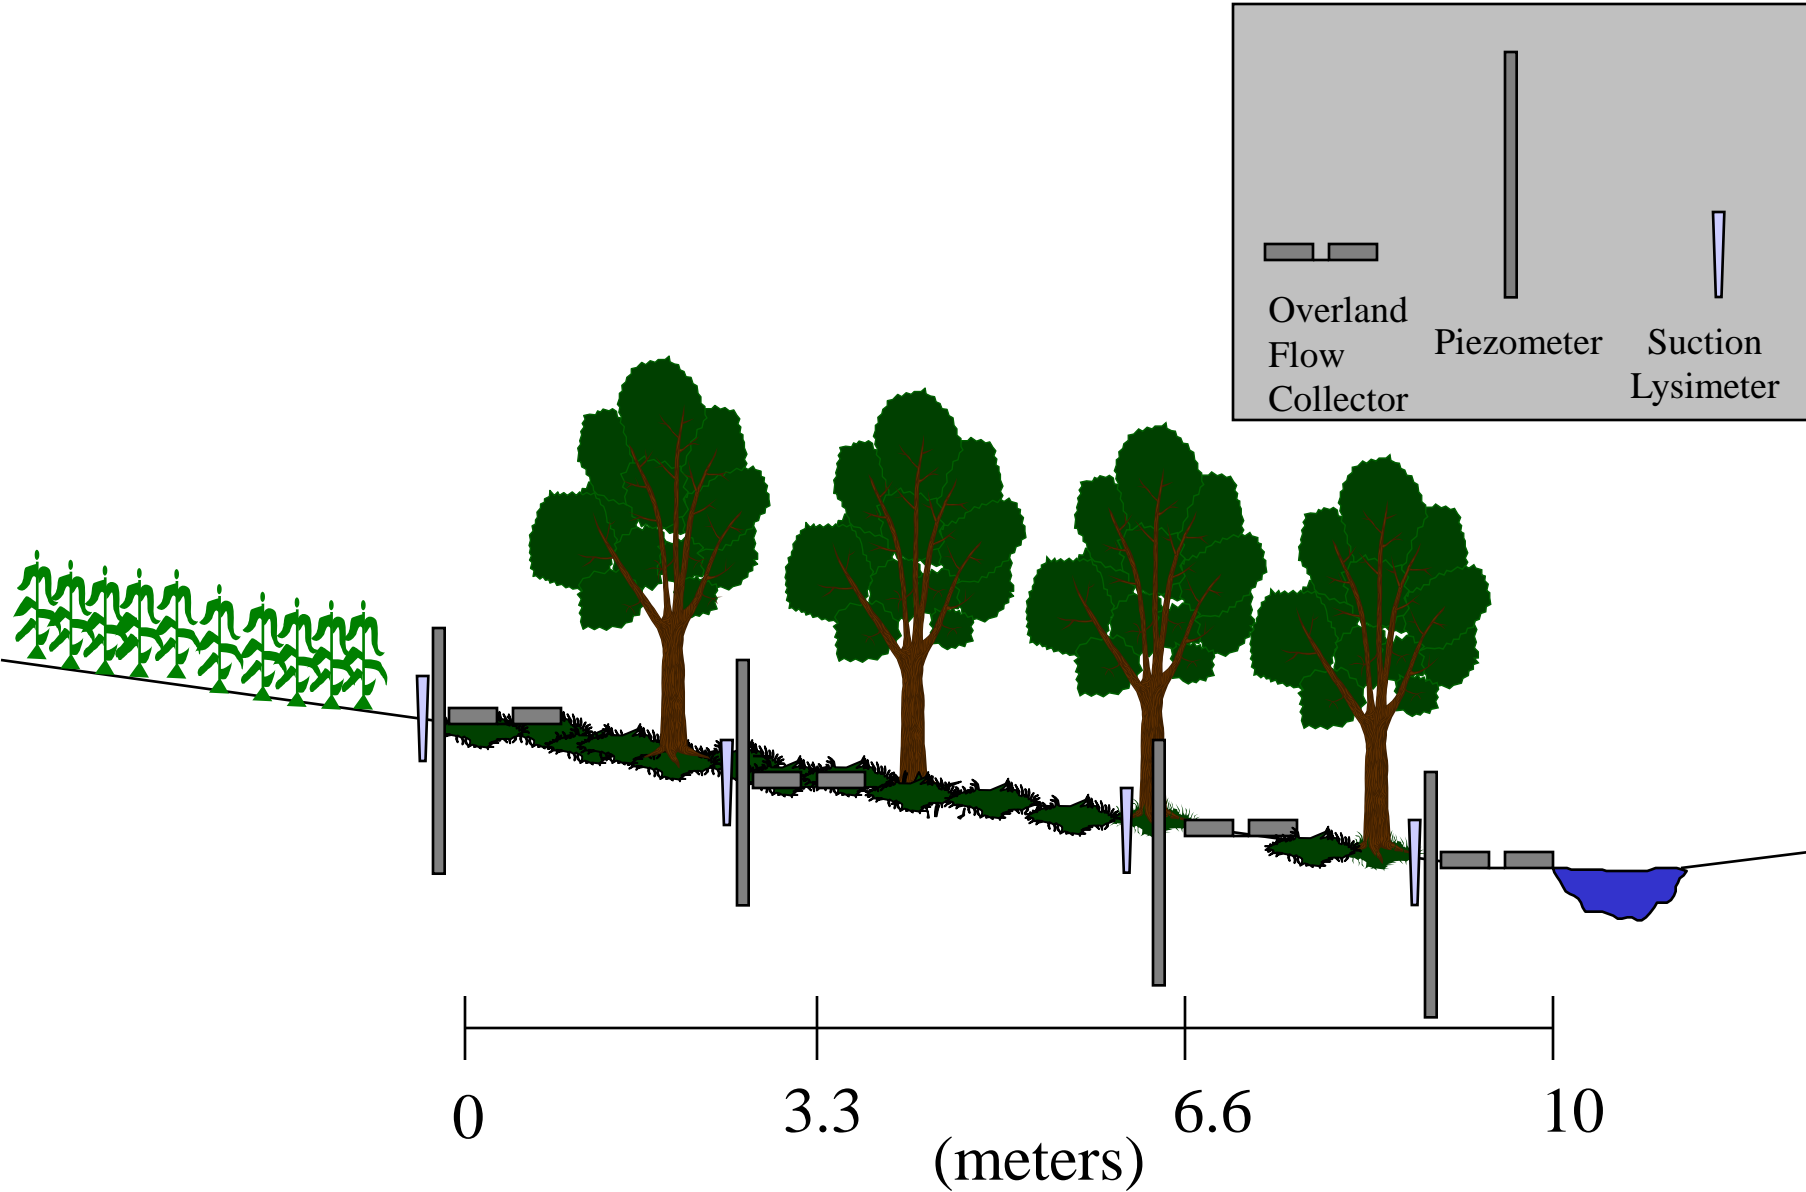 Overland
Flow
Collector
Piezometer
Suction
Lysimeter
0
3.3
6.6
10
(meters)